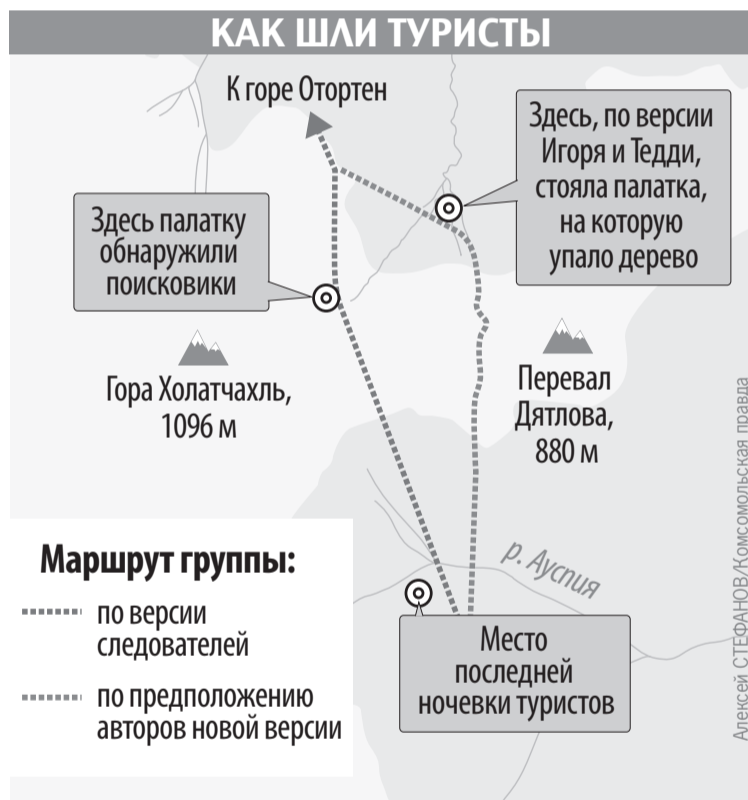 КАК ШЛИ ТУРИСТЫ
К горе Отортен
Здесь, по версии
Игоря и Тедди,
стояла палатка,
на которую
упало дерево
Здесь палатку
обнаружили
поисковики
Гора Холатчахль,
1096 м
Перевал
Дятлова,
880 м
р. Ауспия
Место
последней
ночевки туристов
Маршрут группы:
по версии
следователей
по предположению
авторов новой версии
Алексей СТЕФАНОВ/Комсомольская правда